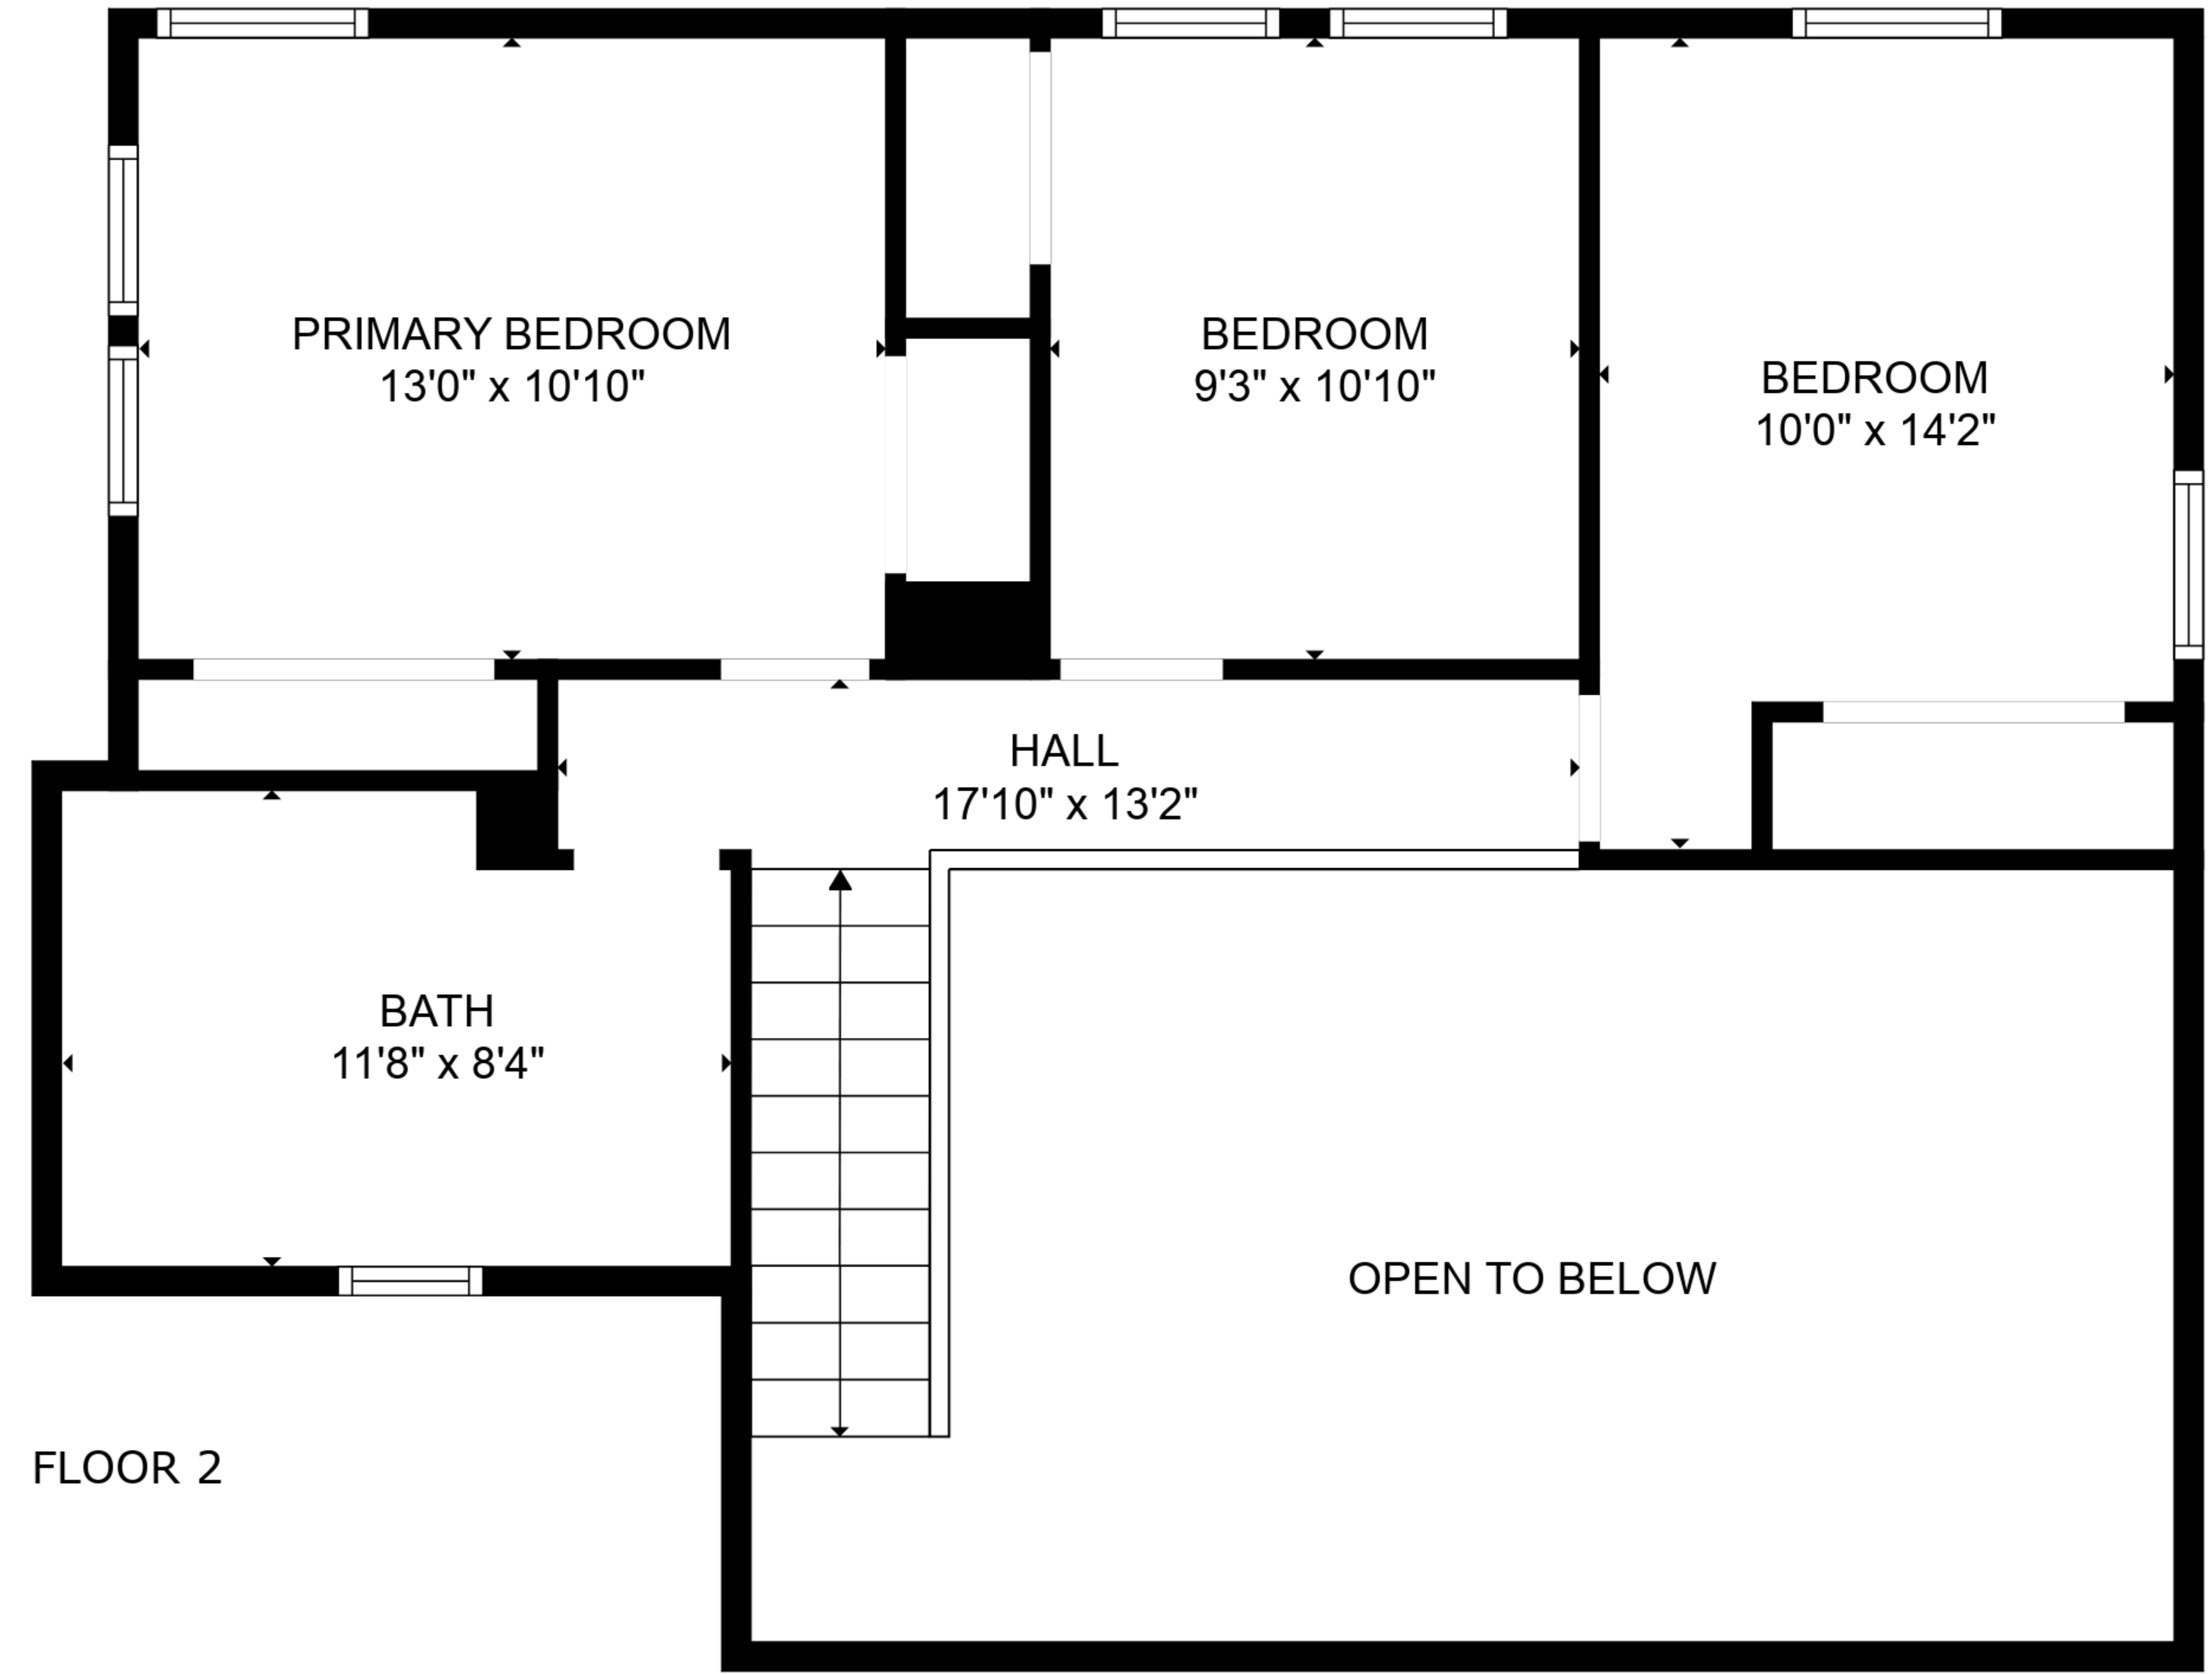 PRIMARY BEDROOM
13'0" x 10'10"
BEDROOM
9'3" x 10'10"
BEDROOM
10'0" x 14'2"
HALL
17'10" x 13'2"
BATH
11'8" x 8'4"
OPEN TO BELOW
FLOOR 2